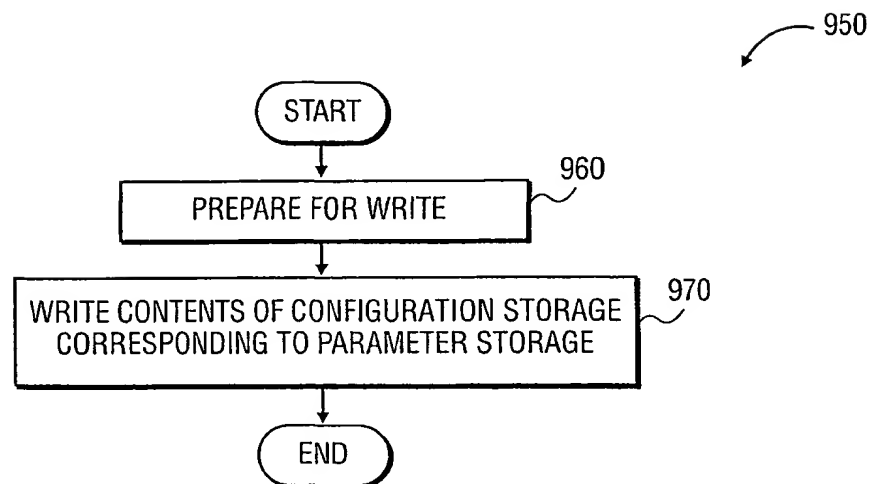 950
START
960
PREPARE FOR WRITE
970
WRITE CONTENTS OF CONFIGURATION STORAGE
CORRESPONDING TO PARAMETER STORAGE
END